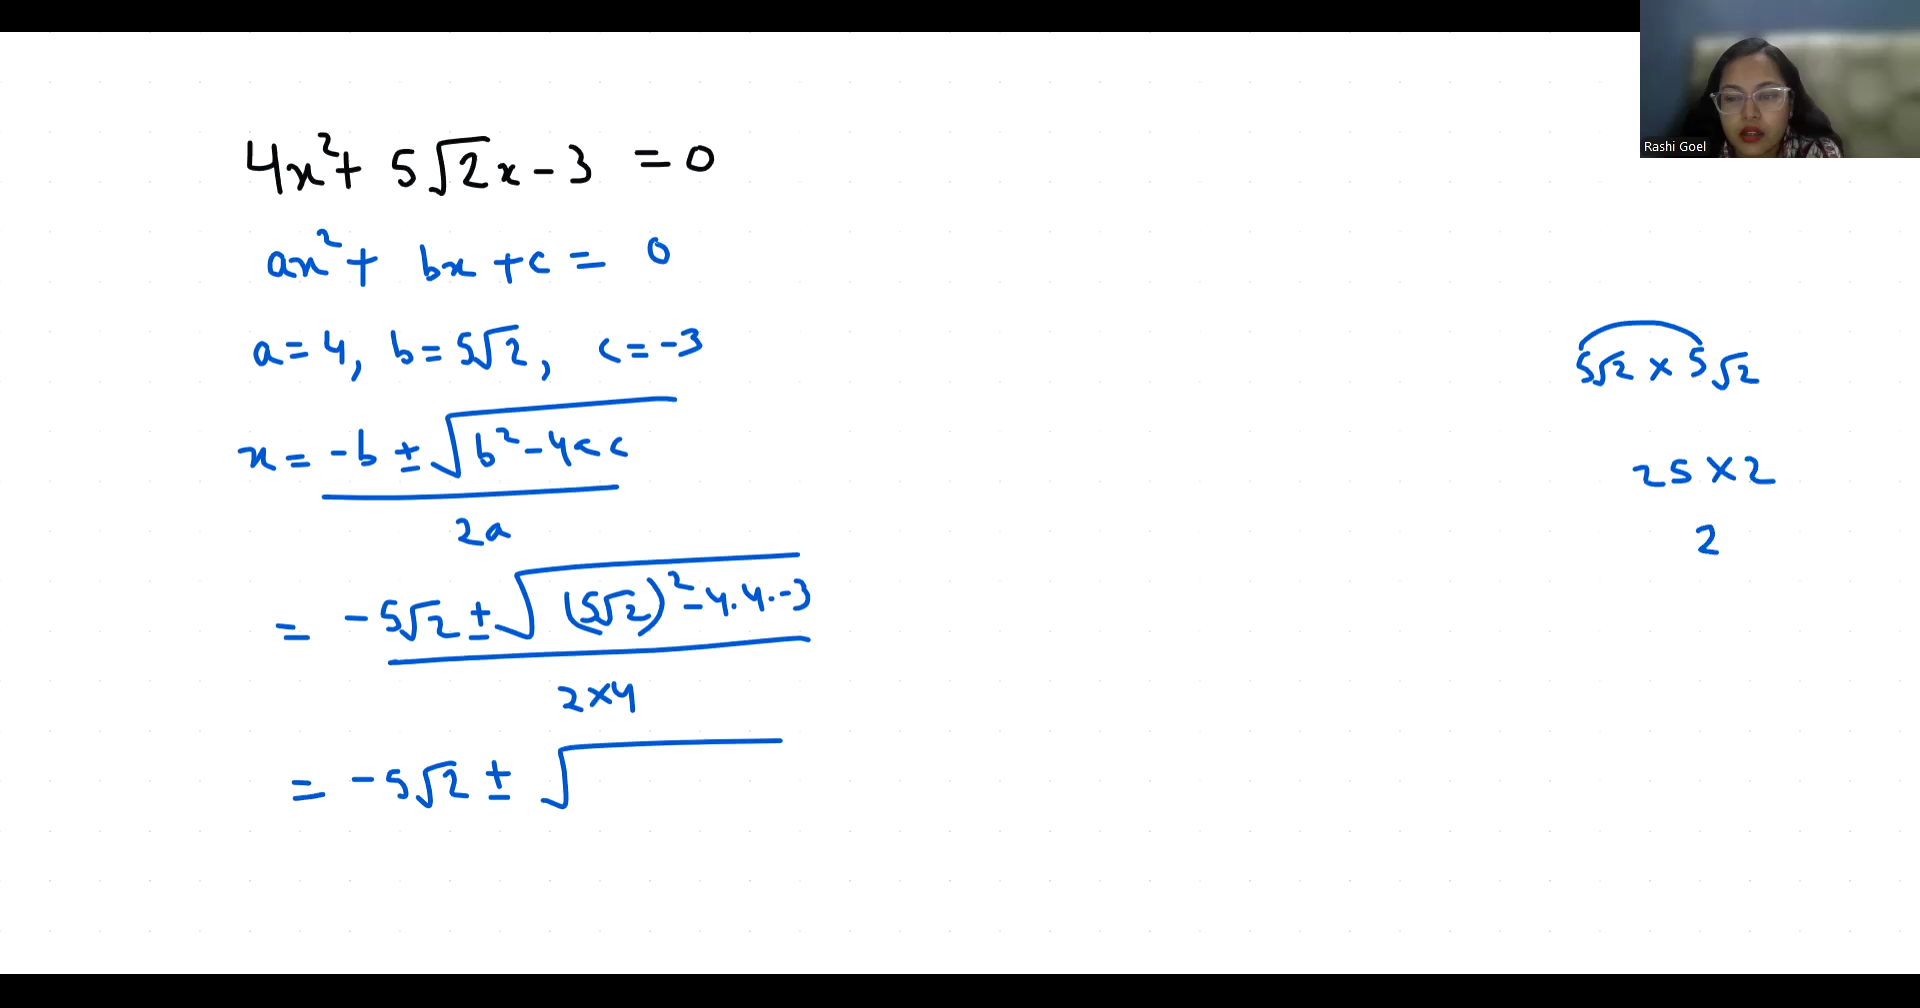 4x² + 5√2x - 3 = 0
ax² + bx + c = 0
a = 4, b = 5√2, c = -3
x = -b ± √b² - 4ac
2a
= -5√2 ± √(5√2)² - 4.4.-3
2×4
= -5√2 ± √
5√2 × 5√2
25 × 2
2
Rashi Goel